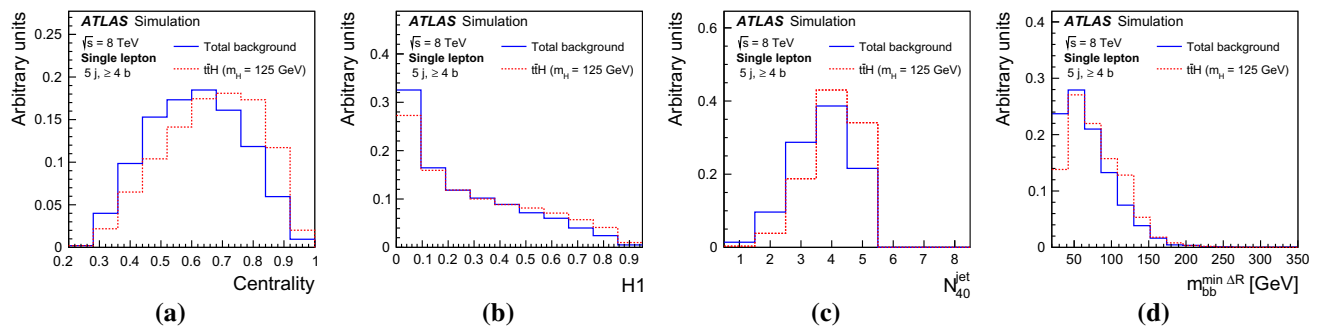 ATLAS Simulation
√s = 8 TeV
Single lepton
5 j, ≥ 4 b
Total background
tt̄H (m_H = 125 GeV)
Arbitrary units
0.25
0.2
0.15
0.1
0.05
0
0.2 0.3 0.4 0.5 0.6 0.7 0.8 0.9 1
Centrality
(a)
ATLAS Simulation
√s = 8 TeV
Single lepton
5 j, ≥ 4 b
Total background
tt̄H (m_H = 125 GeV)
Arbitrary units
0.4
0.3
0.2
0.1
0
0 0.1 0.2 0.3 0.4 0.5 0.6 0.7 0.8 0.9
H1
(b)
ATLAS Simulation
√s = 8 TeV
Single lepton
5 j, ≥ 4 b
Total background
tt̄H (m_H = 125 GeV)
Arbitrary units
0.6
0.4
0.2
0
1 2 3 4 5 6 7 8
N_40^jet
(c)
ATLAS Simulation
√s = 8 TeV
Single lepton
5 j, ≥ 4 b
Total background
tt̄H (m_H = 125 GeV)
Arbitrary units
0.4
0.3
0.2
0.1
0
50 100 150 200 250 300 350
m_bb^min ΔR [GeV]
(d)